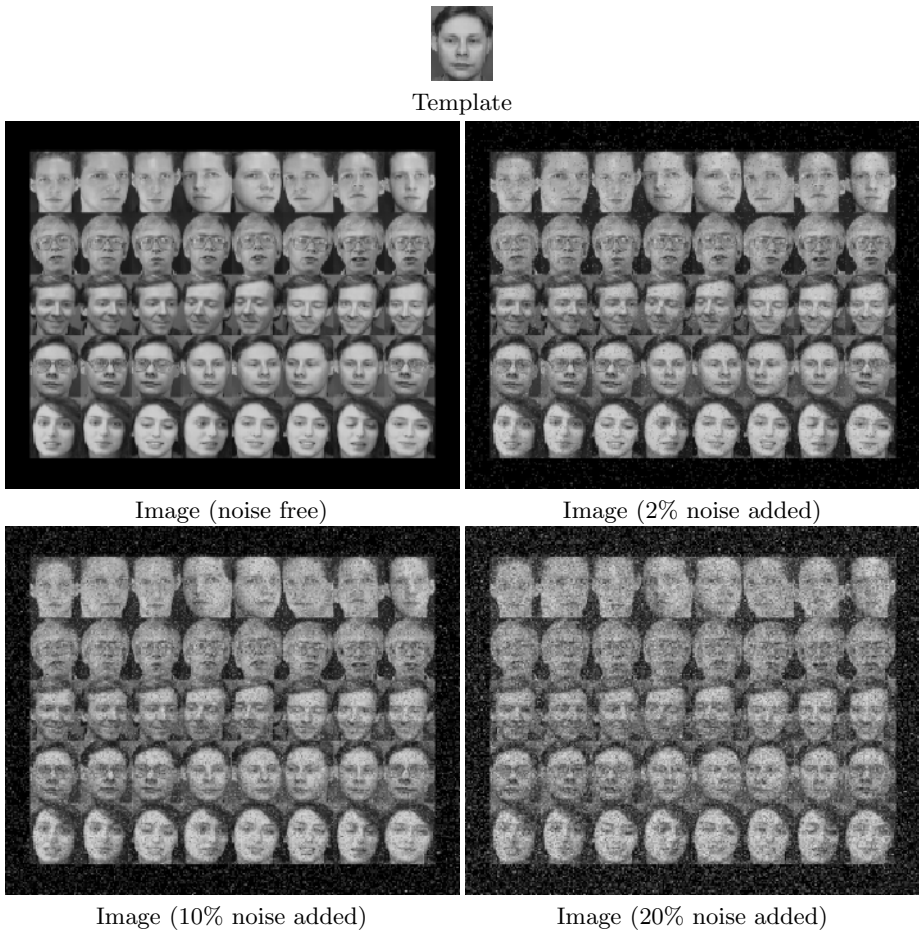 Template
Image (noise free)
Image (2% noise added)
Image (10% noise added)
Image (20% noise added)